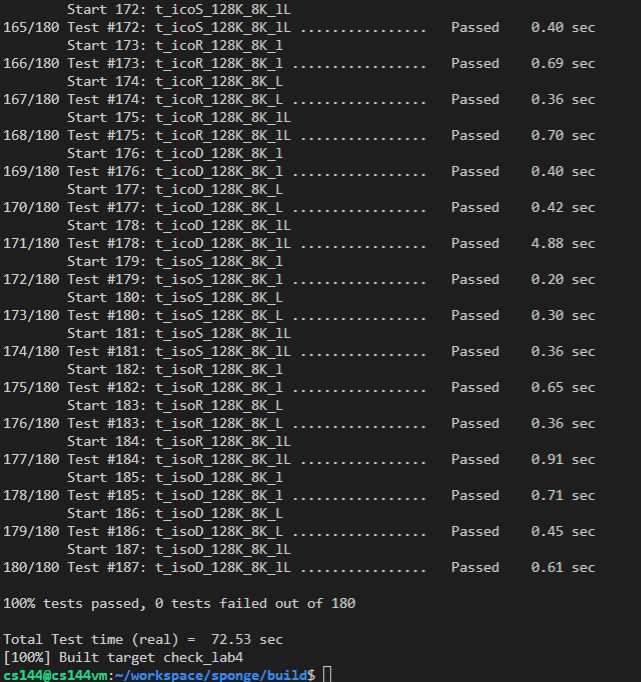 Start 172: t_icoS_128K_8K_lL
165/180 Test #172: t_icoS_128K_8K_lL ................   Passed    0.40 sec
        Start 173: t_icoR_128K_8K_l
166/180 Test #173: t_icoR_128K_8K_l .................   Passed    0.69 sec
        Start 174: t_icoR_128K_8K_L
167/180 Test #174: t_icoR_128K_8K_L .................   Passed    0.36 sec
        Start 175: t_icoR_128K_8K_lL
168/180 Test #175: t_icoR_128K_8K_lL ................   Passed    0.70 sec
        Start 176: t_icoD_128K_8K_l
169/180 Test #176: t_icoD_128K_8K_l .................   Passed    0.40 sec
        Start 177: t_icoD_128K_8K_L
170/180 Test #177: t_icoD_128K_8K_L .................   Passed    0.42 sec
        Start 178: t_icoD_128K_8K_lL
171/180 Test #178: t_icoD_128K_8K_lL ................   Passed    4.88 sec
        Start 179: t_isoS_128K_8K_l
172/180 Test #179: t_isoS_128K_8K_l .................   Passed    0.20 sec
        Start 180: t_isoS_128K_8K_L
173/180 Test #180: t_isoS_128K_8K_L .................   Passed    0.30 sec
        Start 181: t_isoS_128K_8K_lL
174/180 Test #181: t_isoS_128K_8K_lL ................   Passed    0.36 sec
        Start 182: t_isoR_128K_8K_l
175/180 Test #182: t_isoR_128K_8K_l .................   Passed    0.65 sec
        Start 183: t_isoR_128K_8K_L
176/180 Test #183: t_isoR_128K_8K_L .................   Passed    0.36 sec
        Start 184: t_isoR_128K_8K_lL
177/180 Test #184: t_isoR_128K_8K_lL ................   Passed    0.91 sec
        Start 185: t_isoD_128K_8K_l
178/180 Test #185: t_isoD_128K_8K_l .................   Passed    0.71 sec
        Start 186: t_isoD_128K_8K_L
179/180 Test #186: t_isoD_128K_8K_L .................   Passed    0.45 sec
        Start 187: t_isoD_128K_8K_lL
180/180 Test #187: t_isoD_128K_8K_lL ................   Passed    0.61 sec

100% tests passed, 0 tests failed out of 180

Total Test time (real) =  72.53 sec
[100%] Built target check_lab4
cs144@cs144vm:~/workspace/sponge/build$